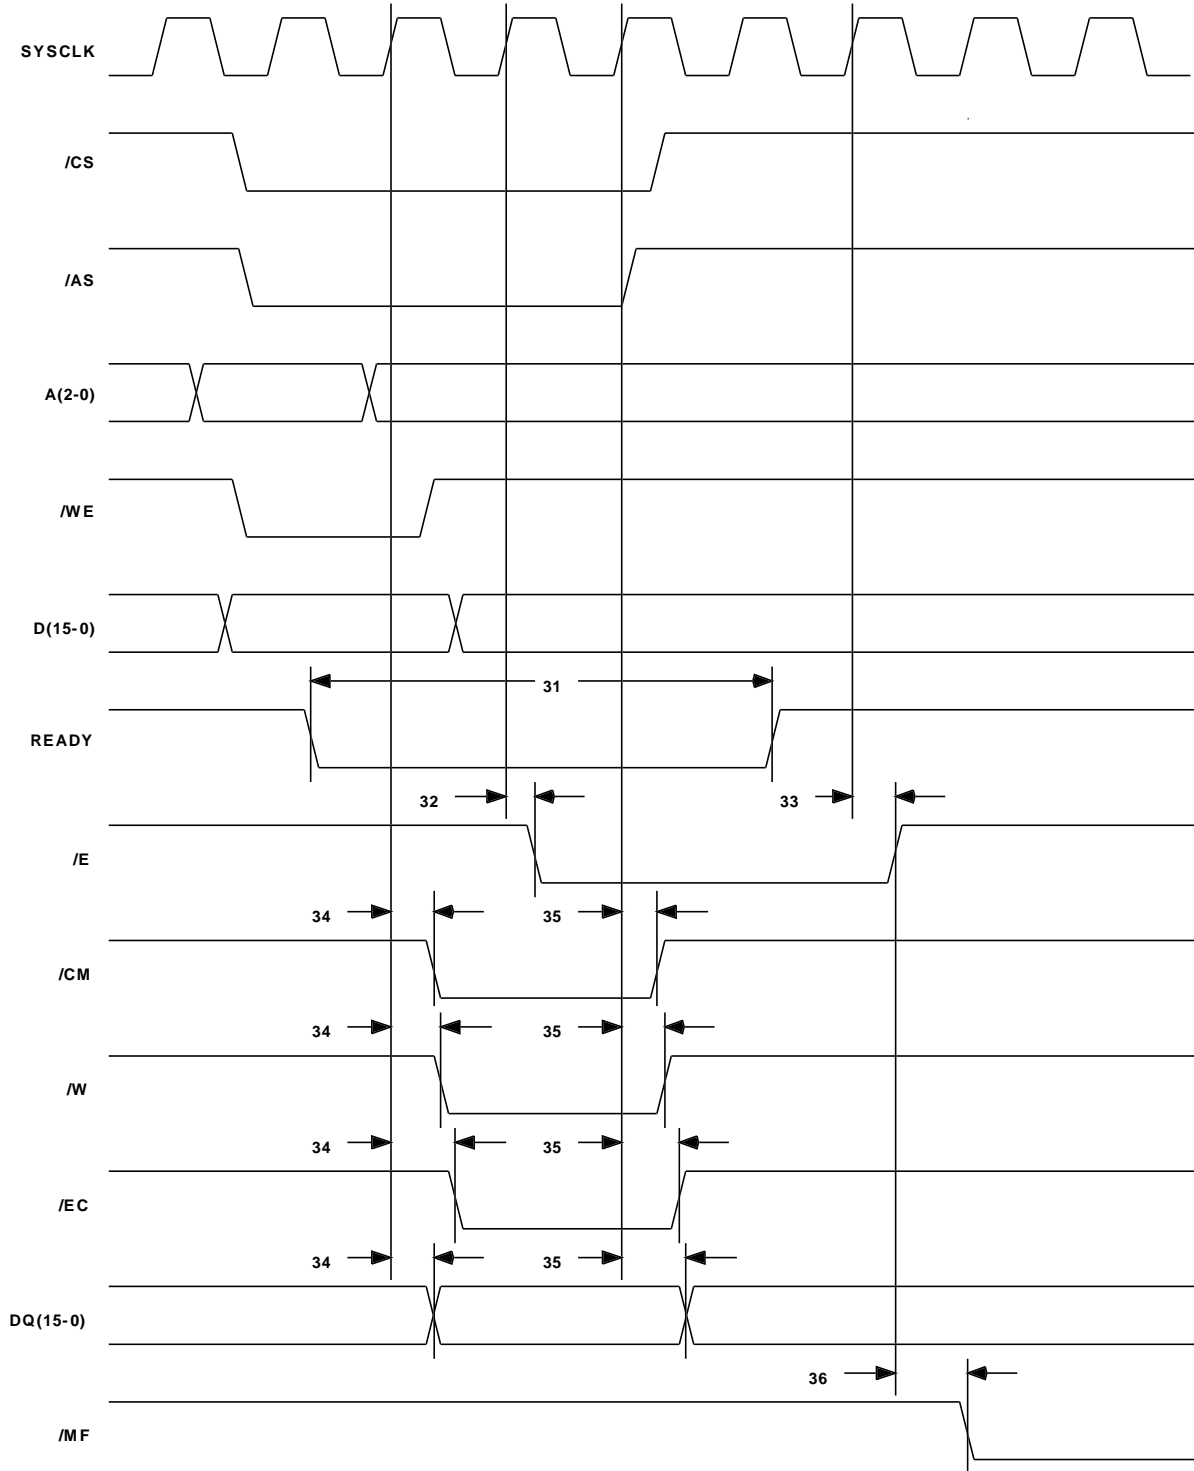 SYSCLK
/CS
/AS
A(2-0)
/WE
D(15-0)
31
READY
32 33
/E
34 35
/CM
34 35
/W
34 35
/EC
34 35
DQ(15-0)
36
/MF